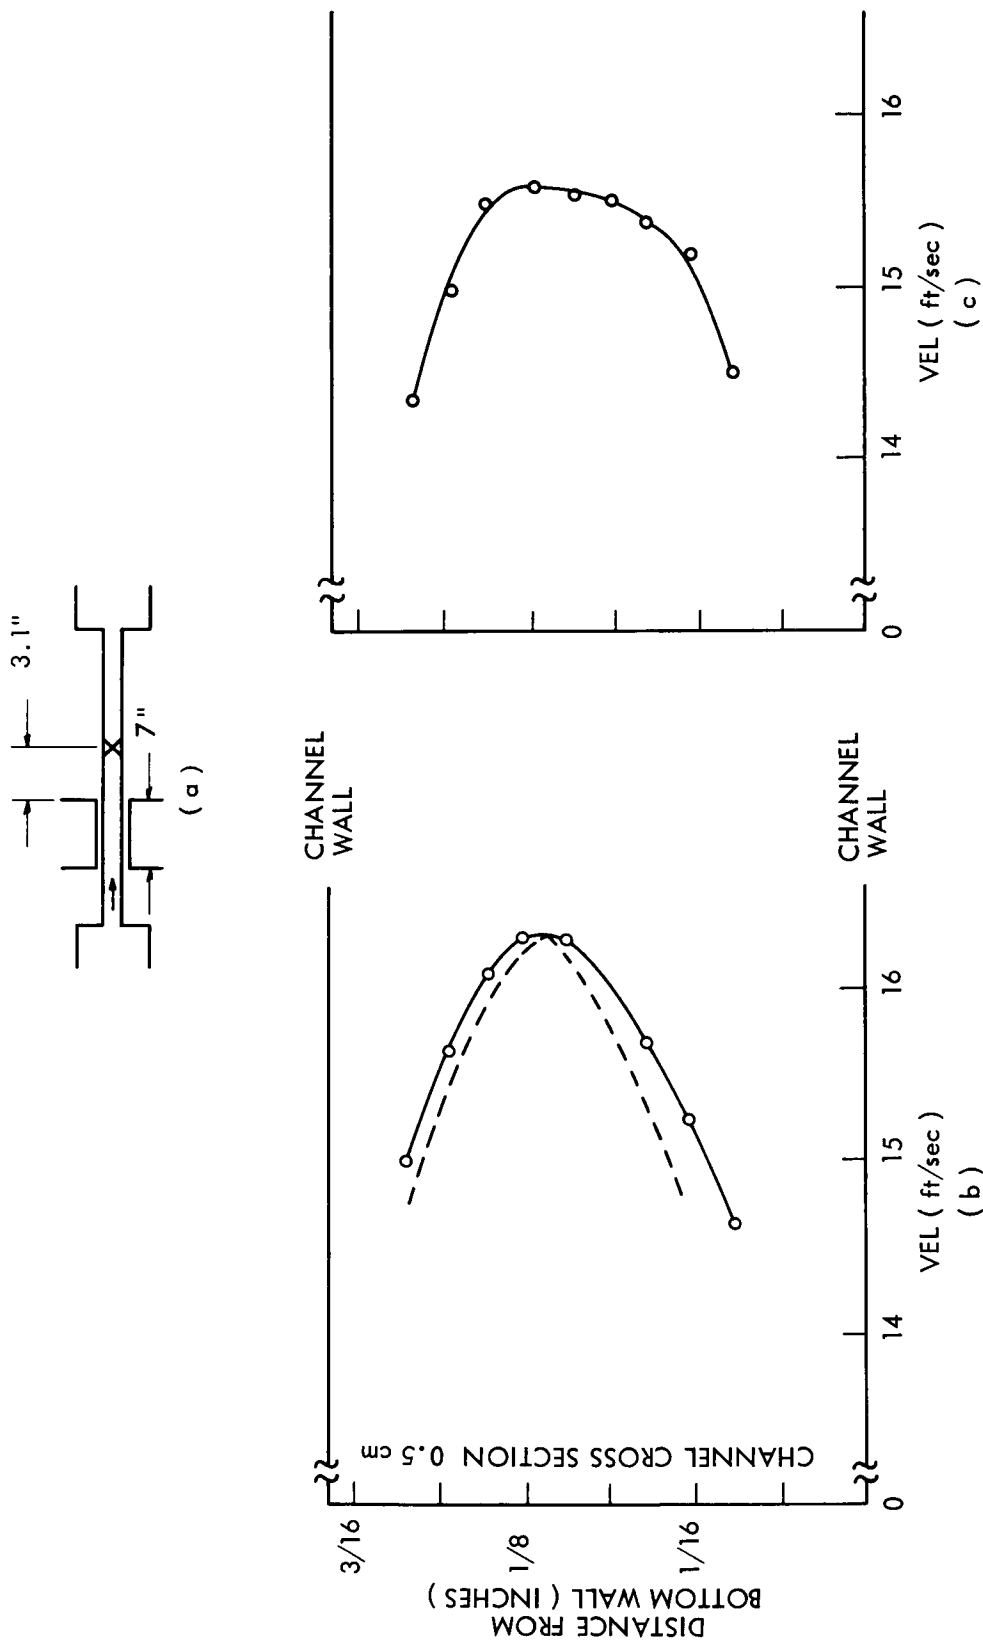 3.1"
7"
( a )
CHANNEL
WALL
3/16
1/8
1/16
DISTANCE FROM
BOTTOM WALL ( INCHES )
CHANNEL CROSS SECTION 0.5 cm
CHANNEL
WALL
0
14
15
16
VEL ( ft/sec )
( b )
0
14
15
16
VEL ( ft/sec )
( c )